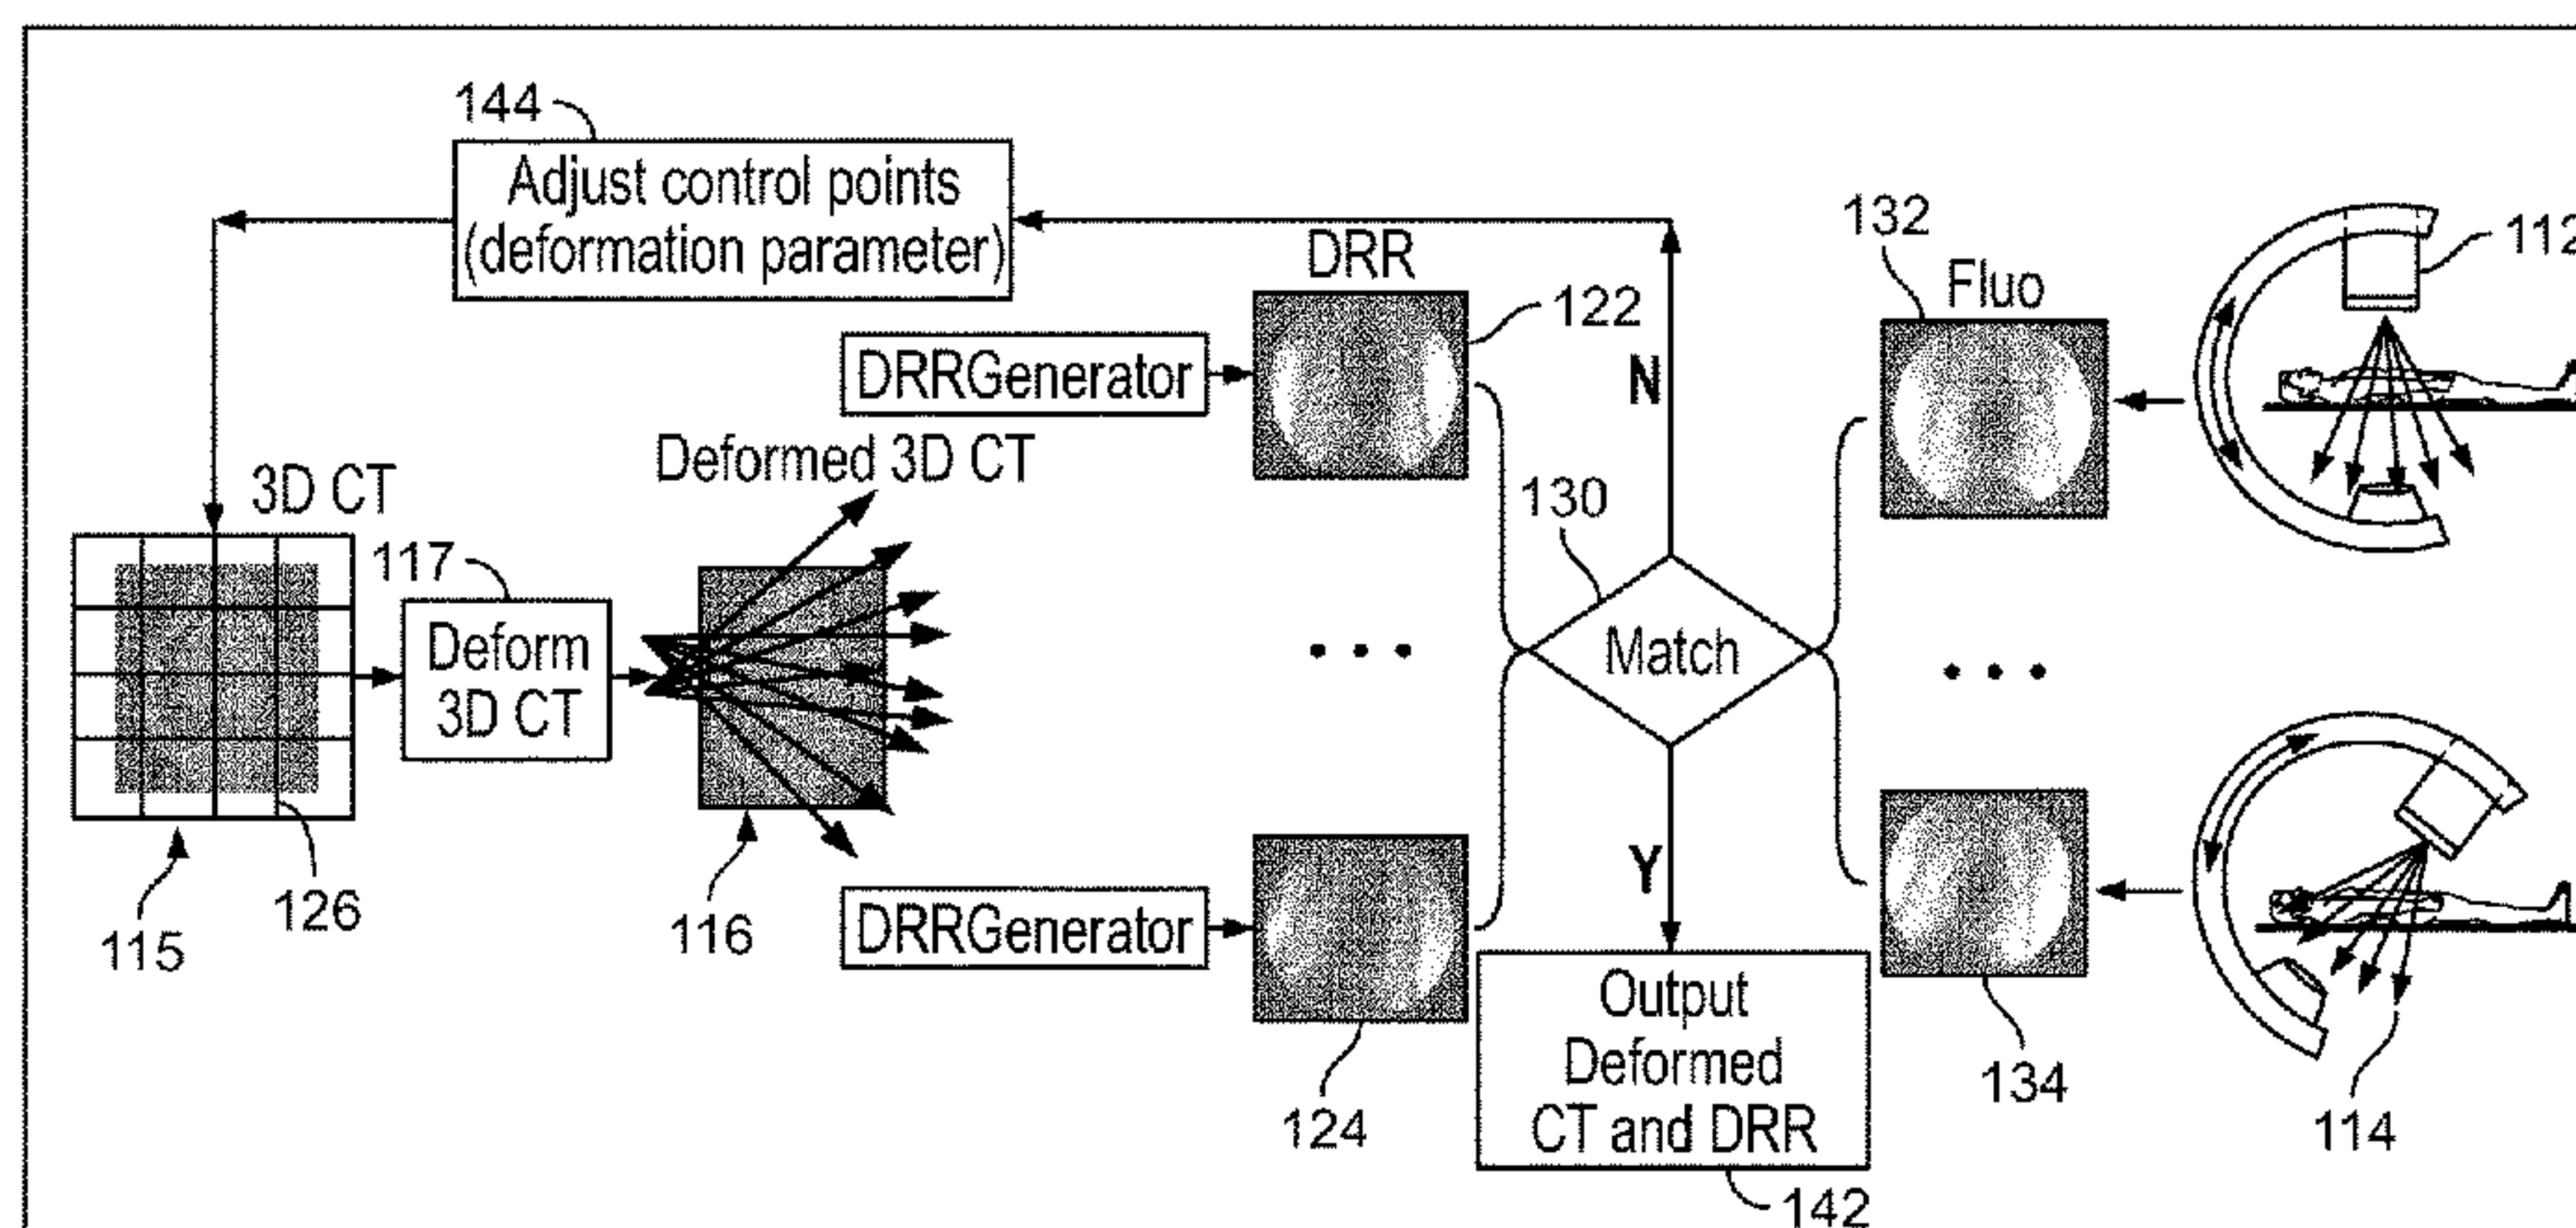 144
Adjust control points
(deformation parameter)
DRR
122
DRRGenerator
N
132
Fluo
112
3D CT
Deformed 3D CT
117
Deform
3D CT
130
Match
• • •
• • •
126
115
116
DRRGenerator
124
Y
Output
Deformed
CT and DRR
142
134
114